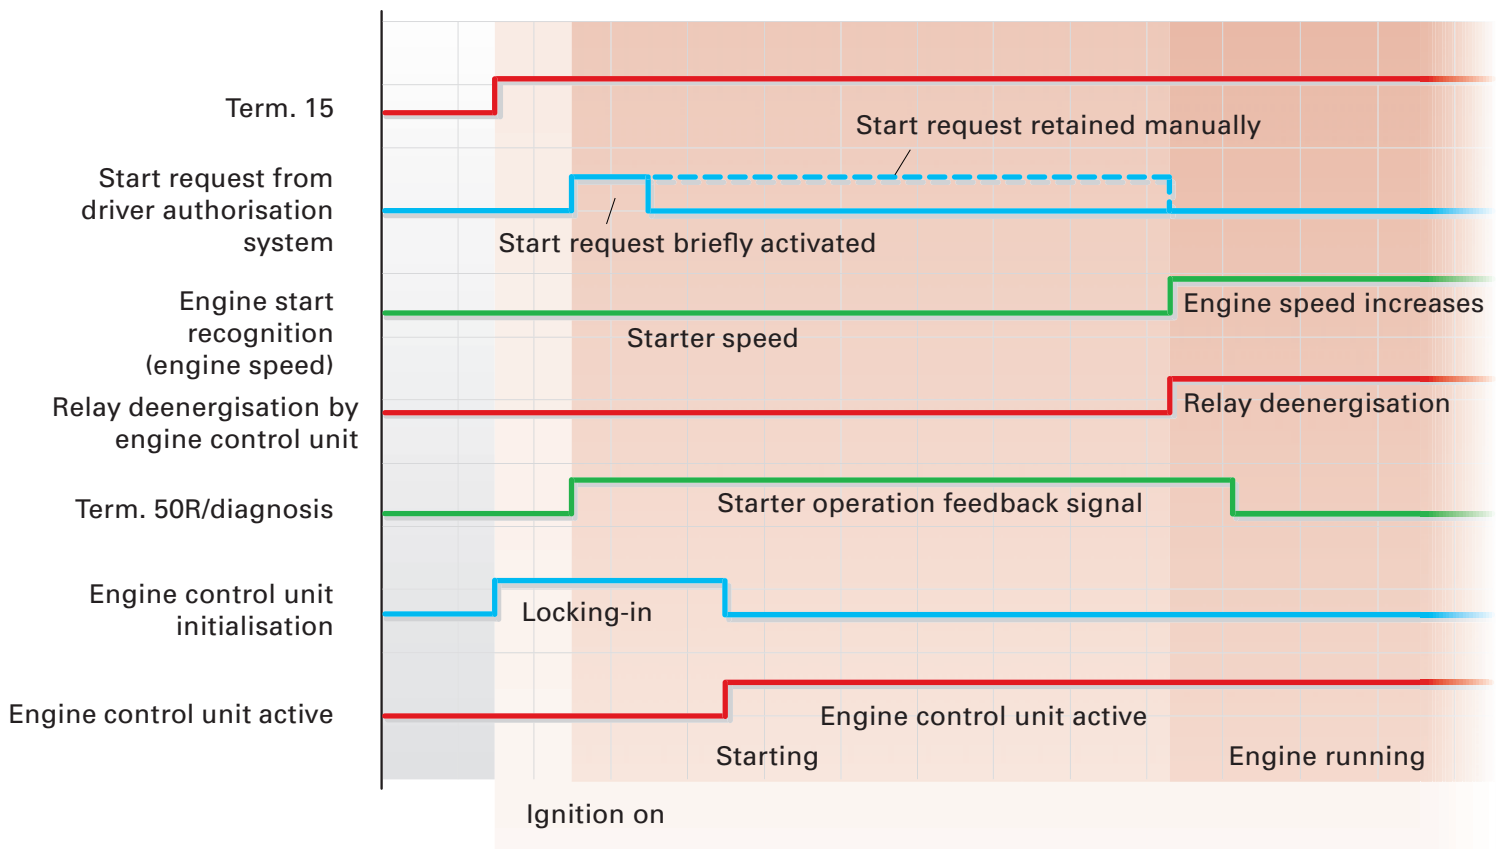 Term. 15
Start request retained manually
Start request from
driver authorisation
system
Start request briefly activated
Engine start
recognition
(engine speed)
Starter speed
Engine speed increases
Relay deenergisation by
engine control unit
Relay deenergisation
Term. 50R/diagnosis
Starter operation feedback signal
Engine control unit
initialisation
Locking-in
Engine control unit active
Engine control unit active
Starting
Engine running
Ignition on